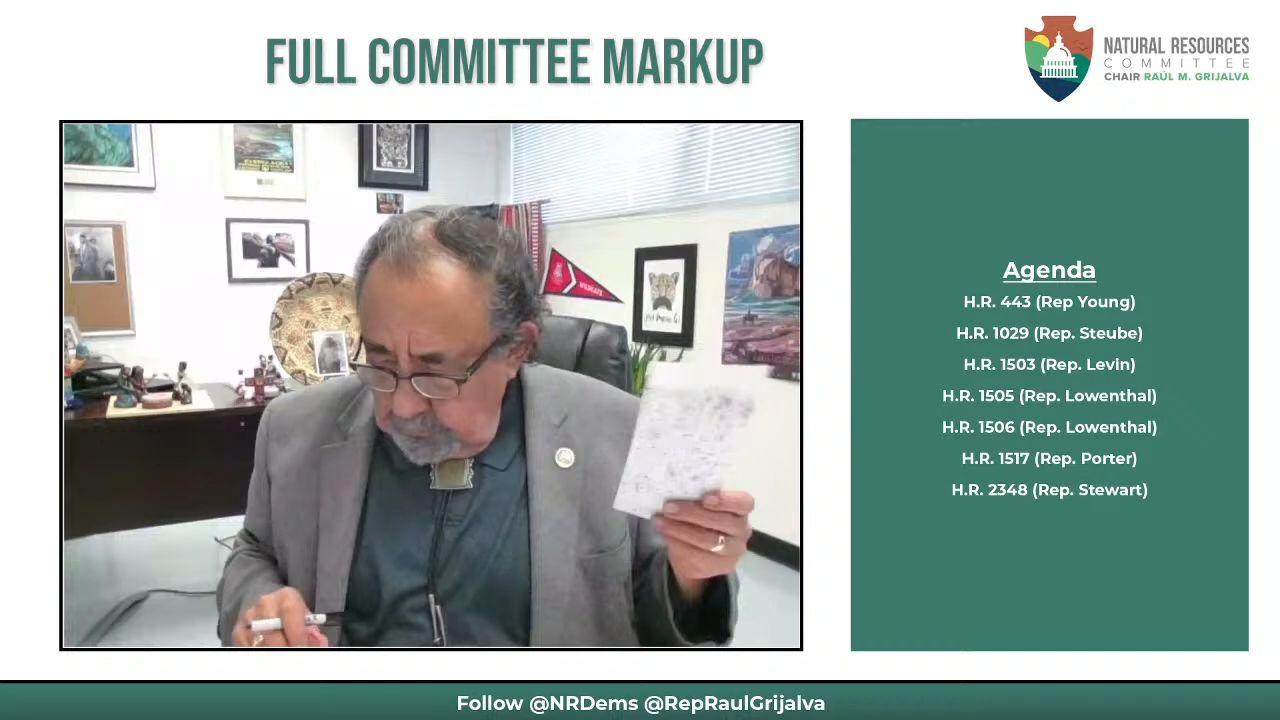 FULL COMMITTEE MARKUP
NATURAL RESOURCES
COMMITTEE
CHAIR RAÚL M. GRIJALVA
WILDCATS
Agenda
H.R. 443 (Rep Young)
H.R. 1029 (Rep. Steube)
H.R. 1503 (Rep. Levin)
H.R. 1505 (Rep. Lowenthal)
H.R. 1506 (Rep. Lowenthal)
H.R. 1517 (Rep. Porter)
H.R. 2348 (Rep. Stewart)
Follow @NRDems @RepRaulGrijalva